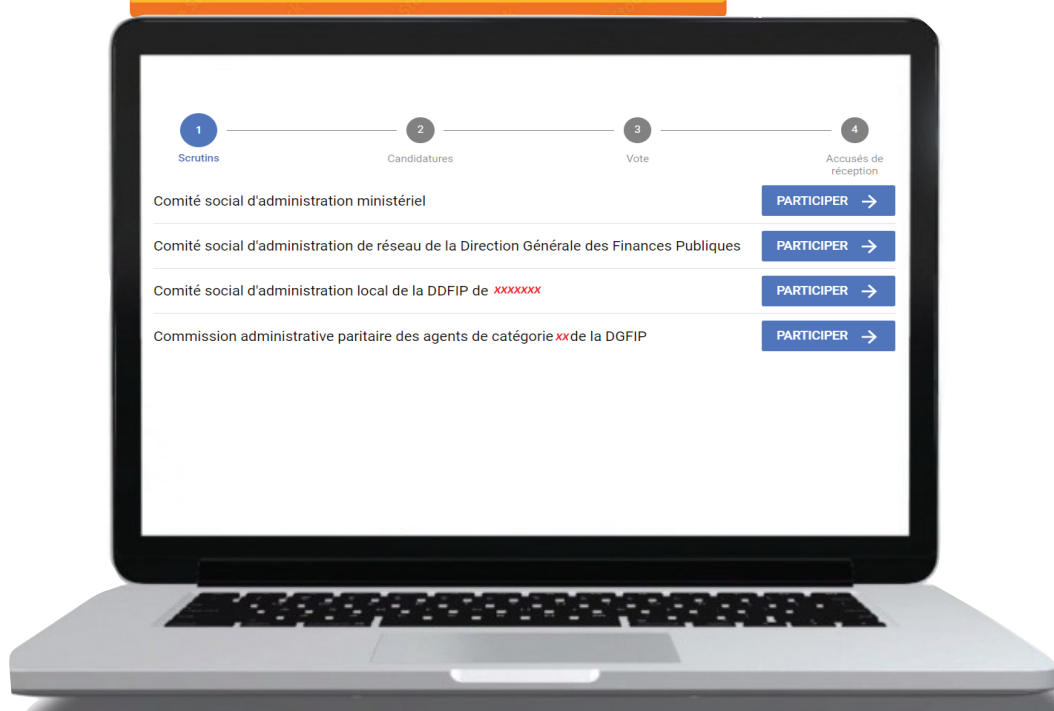 1
2
3
4
Scrutins
Candidatures
Vote
Accusés de
réception
Comité social d'administration ministériel
PARTICIPER →
Comité social d'administration de réseau de la Direction Générale des Finances Publiques
PARTICIPER →
Comité social d'administration local de la DDFIP de xxxxxxx
PARTICIPER →
Commission administrative paritaire des agents de catégorie xx de la DGFIP
PARTICIPER →